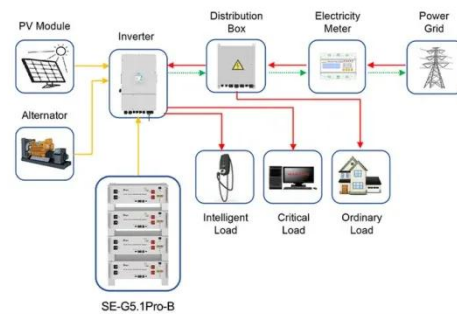 PV Module
Inverter
Distribution
Box
Electricity
Meter
Power
Grid
Alternator
Intelligent
Load
Critical
Load
Ordinary
Load
SE-G5.1Pro-B